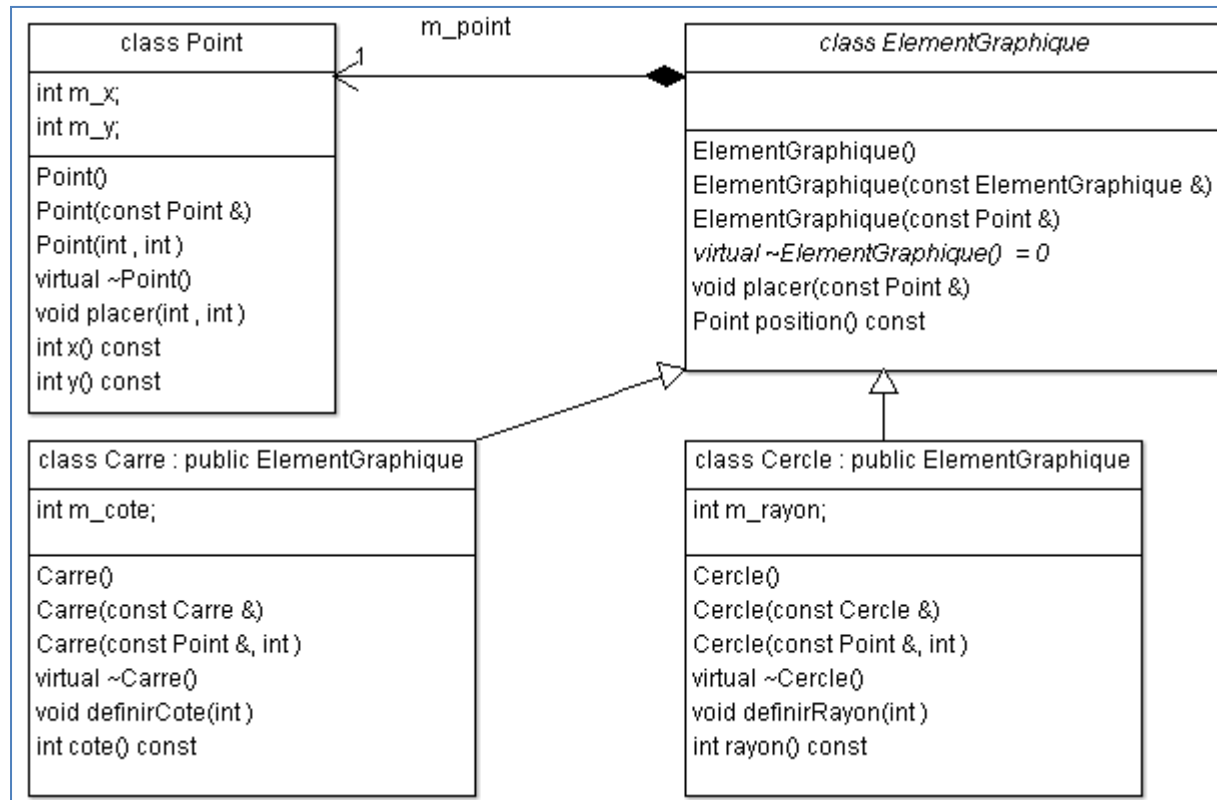 class Point
int m_x;
int m_y;
Point()
Point(const Point &)
Point(int , int )
virtual ~Point()
void placer(int , int )
int x() const
int y() const
m_point
1
class ElementGraphique
ElementGraphique()
ElementGraphique(const ElementGraphique &)
ElementGraphique(const Point &)
virtual ~ElementGraphique() = 0
void placer(const Point &)
Point position() const
class Carre : public ElementGraphique
int m_cote;
Carre()
Carre(const Carre &)
Carre(const Point &, int )
virtual ~Carre()
void definirCote(int )
int cote() const
class Cercle : public ElementGraphique
int m_rayon;
Cercle()
Cercle(const Cercle &)
Cercle(const Point &, int )
virtual ~Cercle()
void definirRayon(int )
int rayon() const